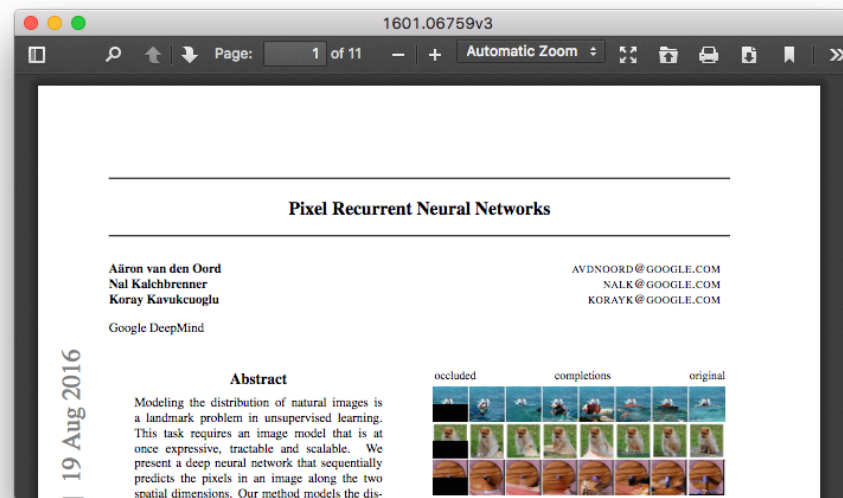 1601.06759v3
Page: 1 of 11 Automatic Zoom
Pixel Recurrent Neural Networks
Aäron van den Oord AVDNOORD@GOOGLE.COM
Nal Kalchbrenner NALK@GOOGLE.COM
Koray Kavukcuoglu KORAYK@GOOGLE.COM
Google DeepMind
19 Aug 2016
Abstract
Modeling the distribution of natural images is
a landmark problem in unsupervised learning.
This task requires an image model that is at
once expressive, tractable and scalable. We
present a deep neural network that sequentially
predicts the pixels in an image along the two
spatial dimensions. Our method models the dis-
occluded completions original